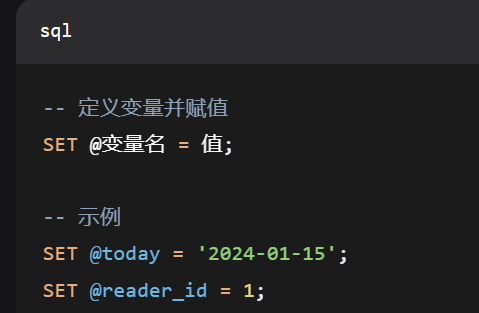 sql
-- 定义变量并赋值
SET @变量名 = 值;
-- 示例
SET @today = '2024-01-15';
SET @reader_id = 1;